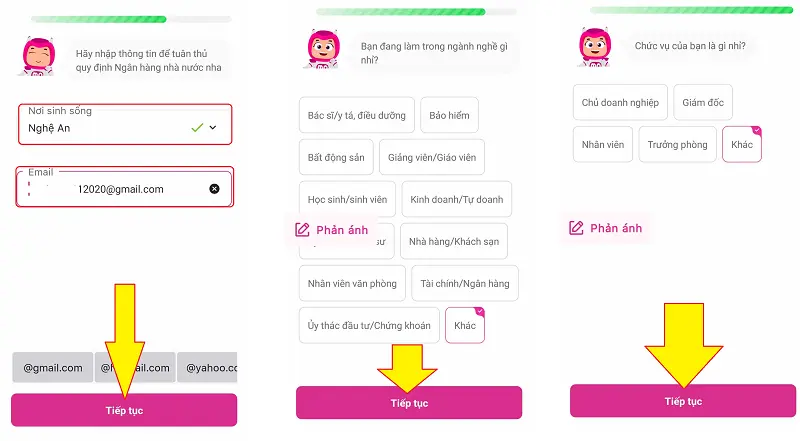 Hãy nhập thông tin để tuân thủ
quy định Ngân hàng nhà nước nha
Nơi sinh sống
Nghệ An
Email
12020@gmail.com
@gmail.com
@yahoo.co
Tiếp tục
Bạn đang làm trong ngành nghề gì
nhỉ?
Bác sĩ/y tá, điều dưỡng
Bảo hiểm
Bất động sản
Giảng viên/Giáo viên
Học sinh/sinh viên
Kinh doanh/Tự doanh
Phản ánh
sư
Nhà hàng/Khách sạn
Nhân viên văn phòng
Tài chính/Ngân hàng
Ủy thác đầu tư/Chứng khoán
Khác
Tiếp tục
Chức vụ của bạn là gì nhỉ?
Chủ doanh nghiệp
Giám đốc
Nhân viên
Trưởng phòng
Khác
Phản ánh
Tiếp tục